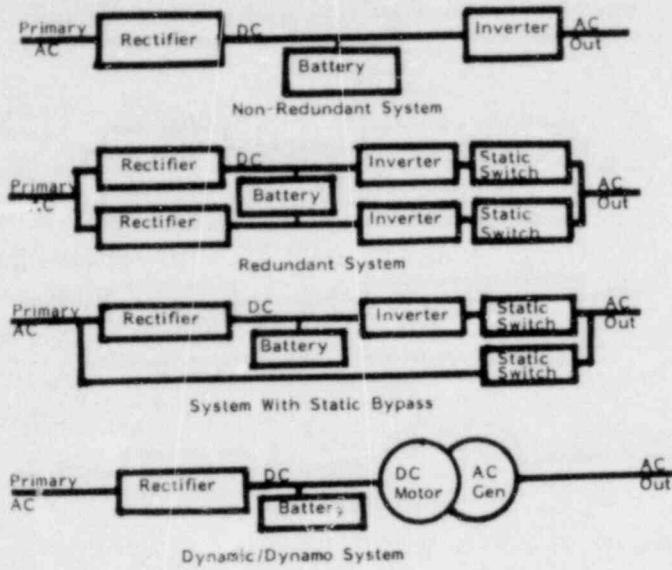 Primary
AC
Rectifier
DC
Battery
Inverter
AC
Out
Non-Redundant System
Primary
Rectifier
DC
Inverter
Static
Switch
Battery
AC
Out
Rectifier
Inverter
Static
Switch
Redundant System
Primary
AC
Rectifier
DC
Battery
Inverter
Static
Switch
AC
Out
Static
Switch
System With Static Bypass
Primary
AC
Rectifier
DC
Battery
DC
Motor
AC
Gen
AC
Out
Dynamic/Dynamo System